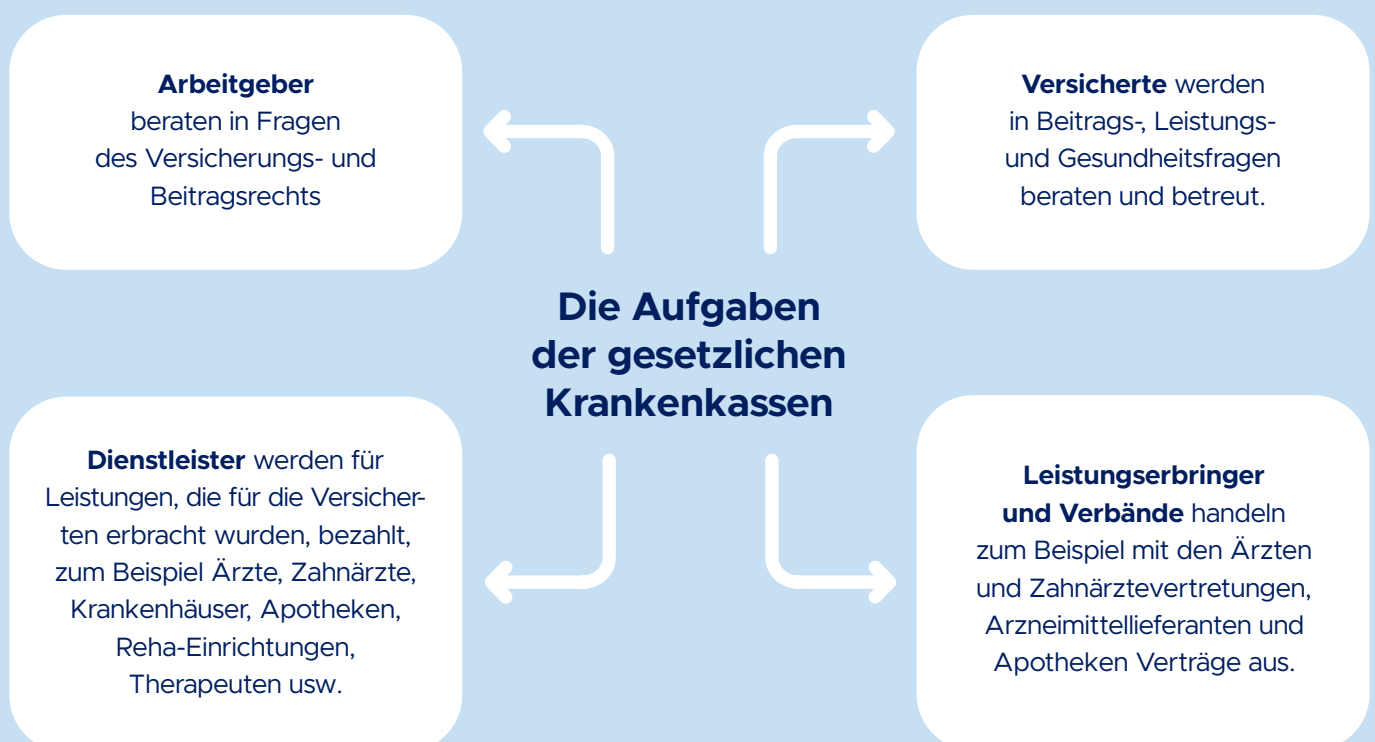 Arbeitgeber
beraten in Fragen
des Versicherungs- und
Beitragsrechts
Versicherte werden
in Beitrags-, Leistungs-
und Gesundheitsfragen
beraten und betreut.
Die Aufgaben
der gesetzlichen
Krankenkassen
Dienstleister werden für
Leistungen, die für die Versicher-
ten erbracht wurden, bezahlt,
zum Beispiel Ärzte, Zahnärzte,
Krankenhäuser, Apotheken,
Reha-Einrichtungen,
Therapeuten usw.
Leistungserbringer
und Verbände handeln
zum Beispiel mit den Ärzten
und Zahnärztevertretungen,
Arzneimittellieferanten und
Apotheken Verträge aus.